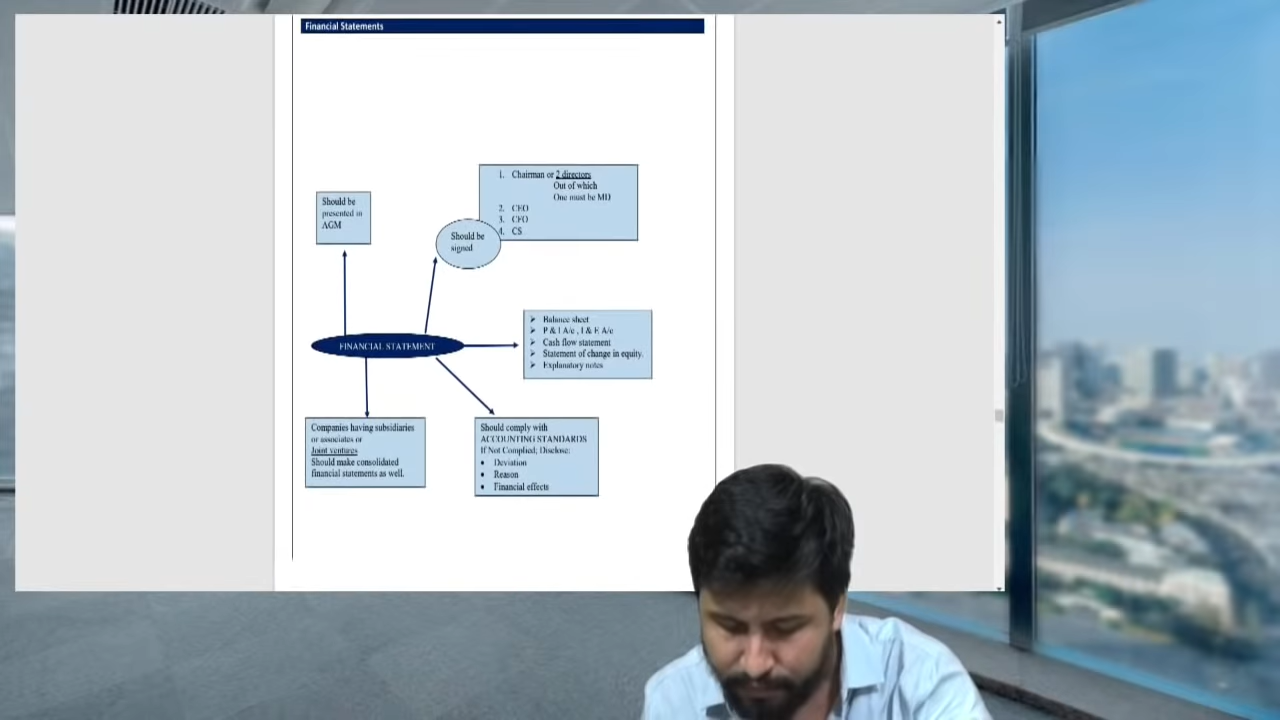 Financial Statements
1. Chairman or 2 directors
Out of which
One must be MD
2. CEO
3. CFO
4. CS
Should be
presented in
AGM
Should be
signed
FINANCIAL STATEMENT
Balance sheet
P & l A/c , I & E A/c
Cash flow statement
Statement of change in equity.
Explanatory notes
Companies having subsidiaries
or associates or
Joint ventures
Should make consolidated
financial statements as well.
Should comply with
ACCOUNTING STANDARDS
If Not Complied; Disclose:
• Deviation
• Reason
• Financial effects